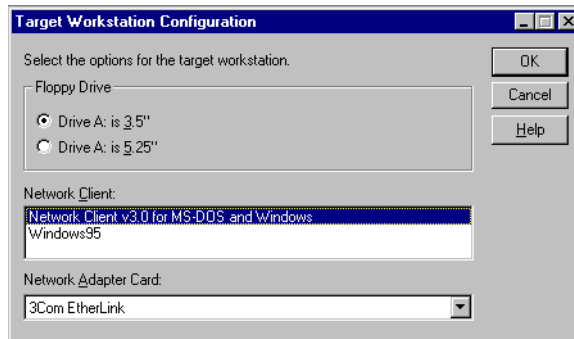 Target Workstation Configuration
Select the options for the target workstation.
OK
Floppy Drive
Cancel
Drive A: is 3.5"
Help
Drive A: is 5.25"
Network Client:
Network Client v3.0 for MS-DOS and Windows
Windows95
Network Adapter Card:
3Com EtherLink